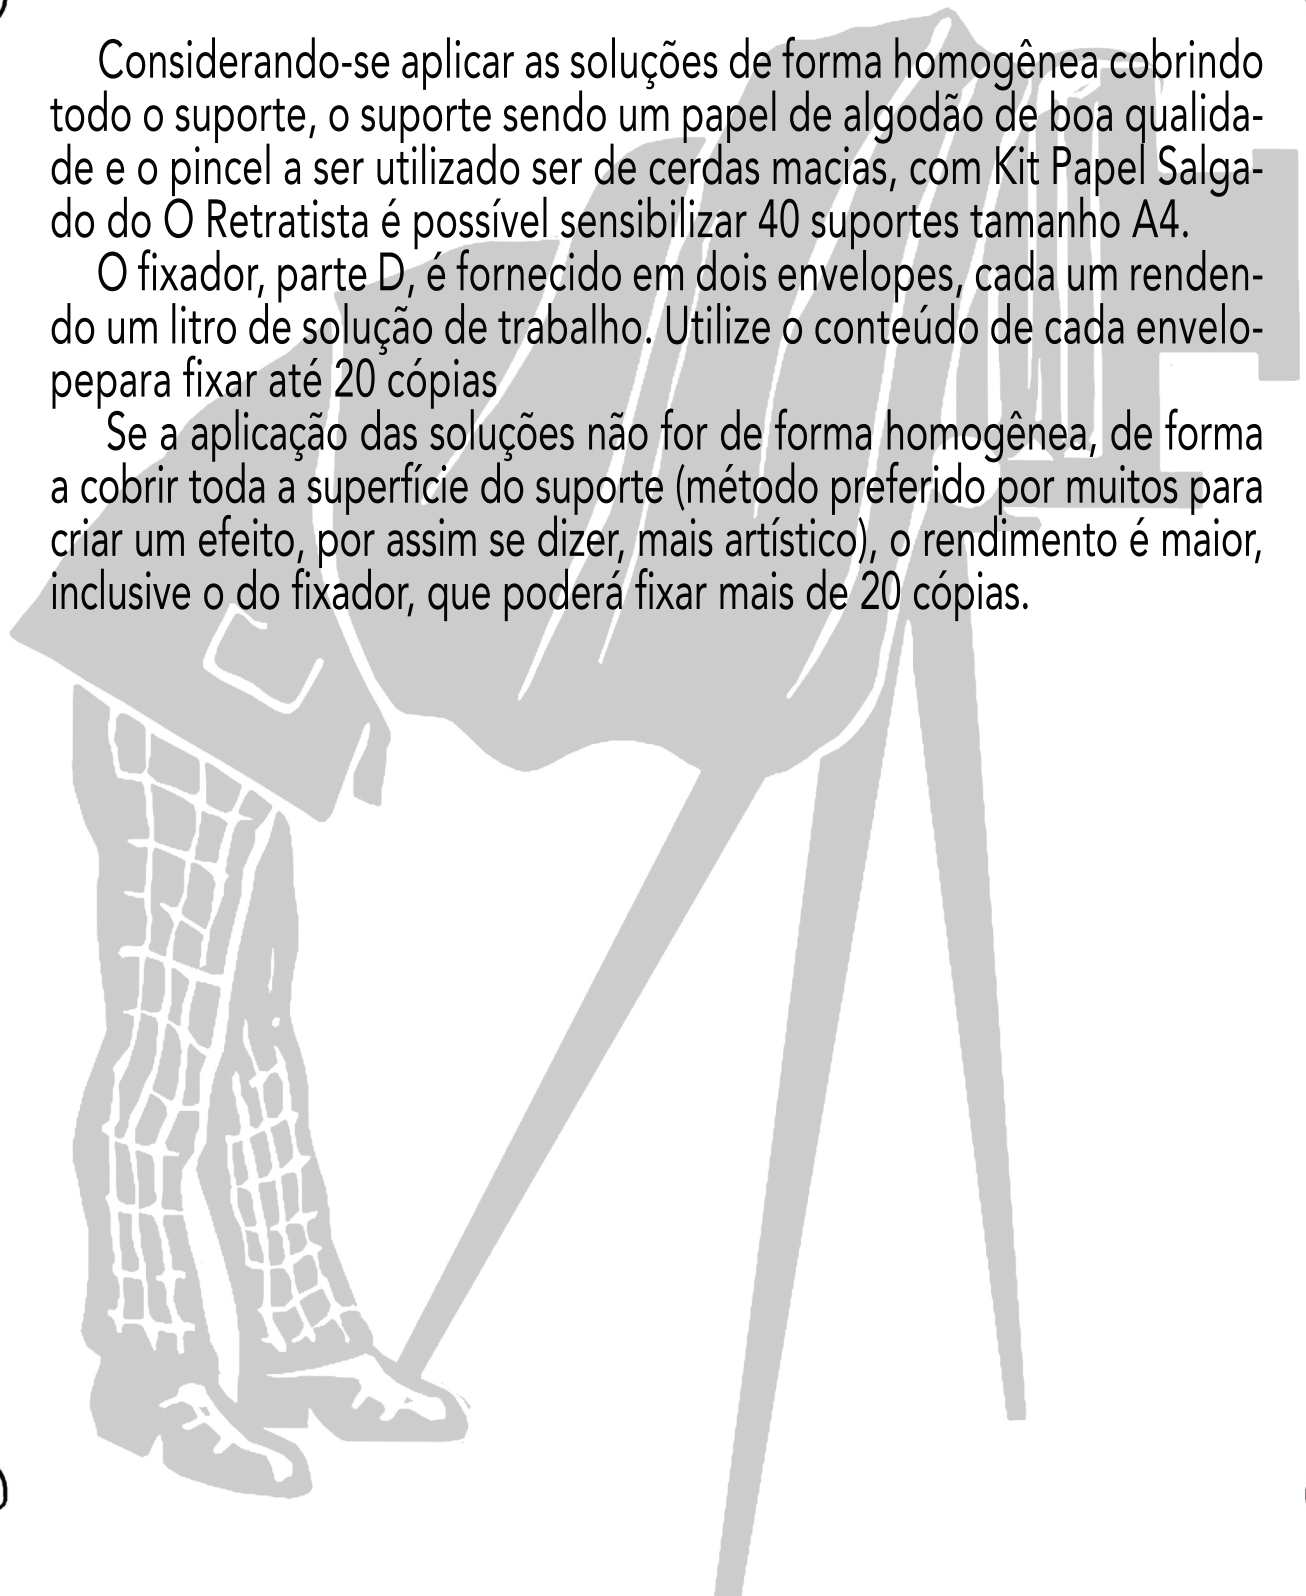 Considerando-se aplicar as soluções de forma homogênea cobrindo
todo o suporte, o suporte sendo um papel de algodão de boa qualida-
de e o pincel a ser utilizado ser de cerdas macias, com Kit Papel Salga-
do do O Retratista é possível sensibilizar 40 suportes tamanho A4.
O fixador, parte D, é fornecido em dois envelopes, cada um renden-
do um litro de solução de trabalho. Utilize o conteúdo de cada envelo-
pepara fixar até 20 cópias
Se a aplicação das soluções não for de forma homogênea, de forma
a cobrir toda a superfície do suporte (método preferido por muitos para
criar um efeito, por assim se dizer, mais artístico), o rendimento é maior,
inclusive o do fixador, que poderá fixar mais de 20 cópias.